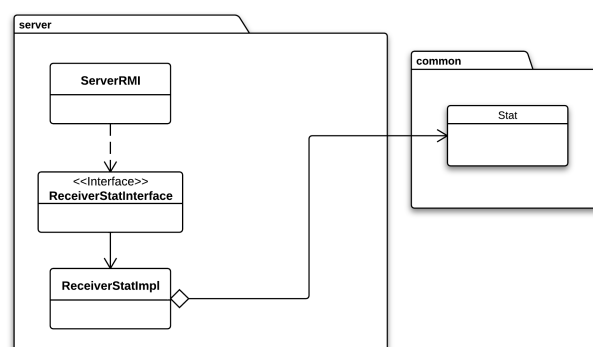 server
common
ServerRMI
Stat
<<Interface>>
ReceiverStatInterface
ReceiverStatImpl